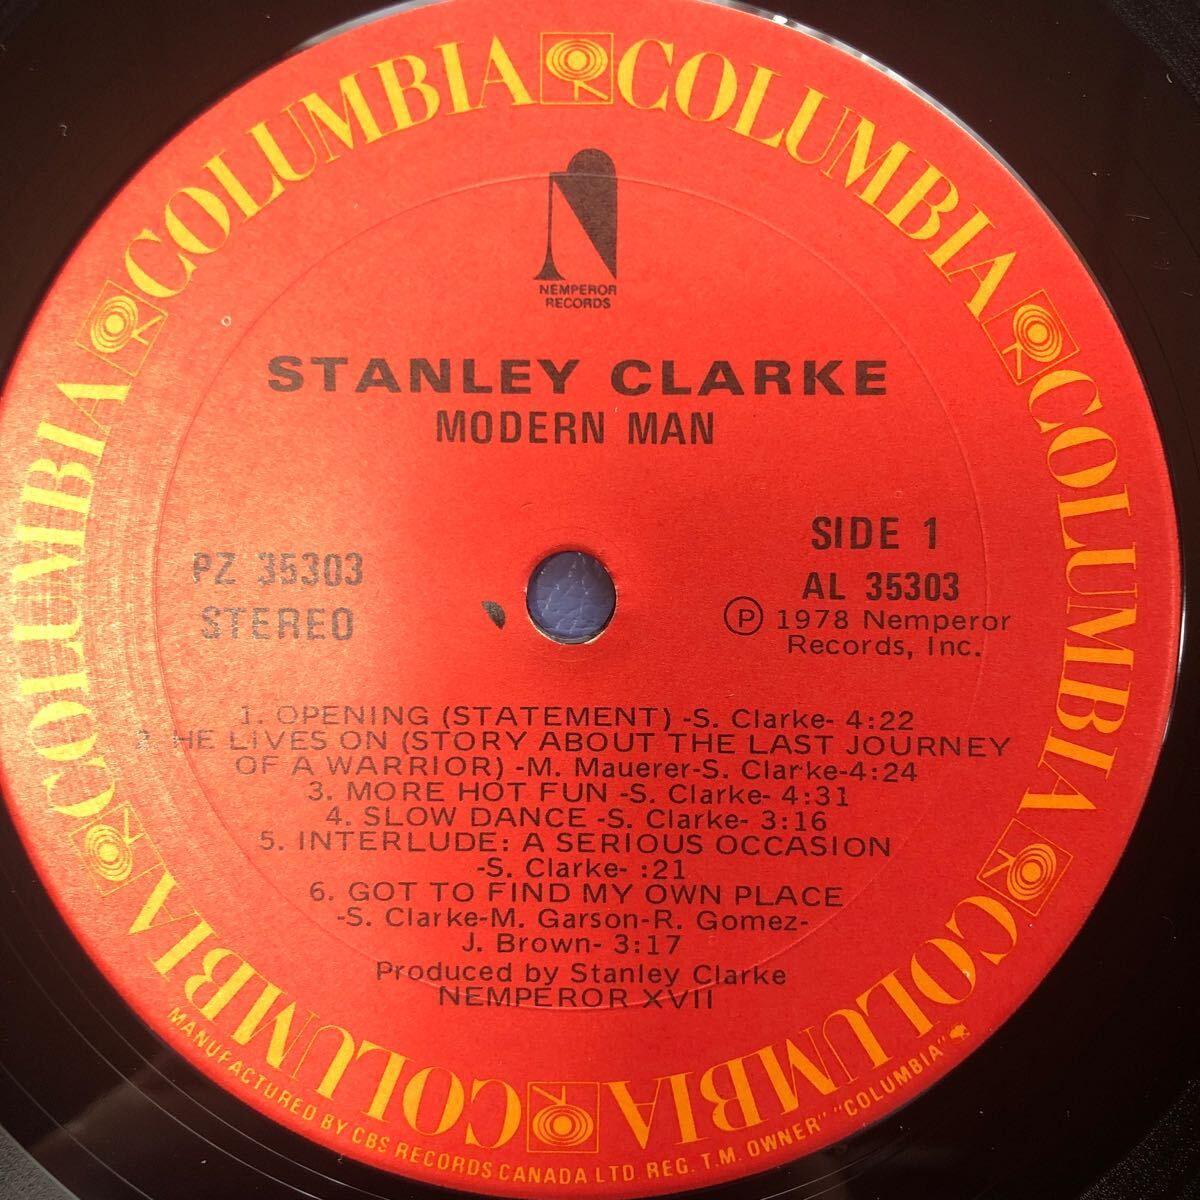 COLUMBIA COLUMBIA COLUMBIA COLUMBIA COLUMBIA COLUMBIA
NEMPEROR
RECORDS
STANLEY CLARKE
MODERN MAN
PZ 35303
STEREO
SIDE 1
AL 35303
Ⓟ 1978 Nemperor
Records, Inc.
1. OPENING (STATEMENT) -S. Clarke- 4:22
2. HE LIVES ON (STORY ABOUT THE LAST JOURNEY
OF A WARRIOR) -M. Mauerer-S. Clarke-4:24
3. MORE HOT FUN -S. Clarke- 4:31
4. SLOW DANCE -S. Clarke- 3:16
5. INTERLUDE: A SERIOUS OCCASION
-S. Clarke- :21
6. GOT TO FIND MY OWN PLACE
-S. Clarke-M. Garson-R. Gomez-
J. Brown- 3:17
Produced by Stanley Clarke
NEMPEROR XVII
MANUFACTURED BY CBS RECORDS CANADA LTD REG. T.M. OWNER" "COLUMBIA"